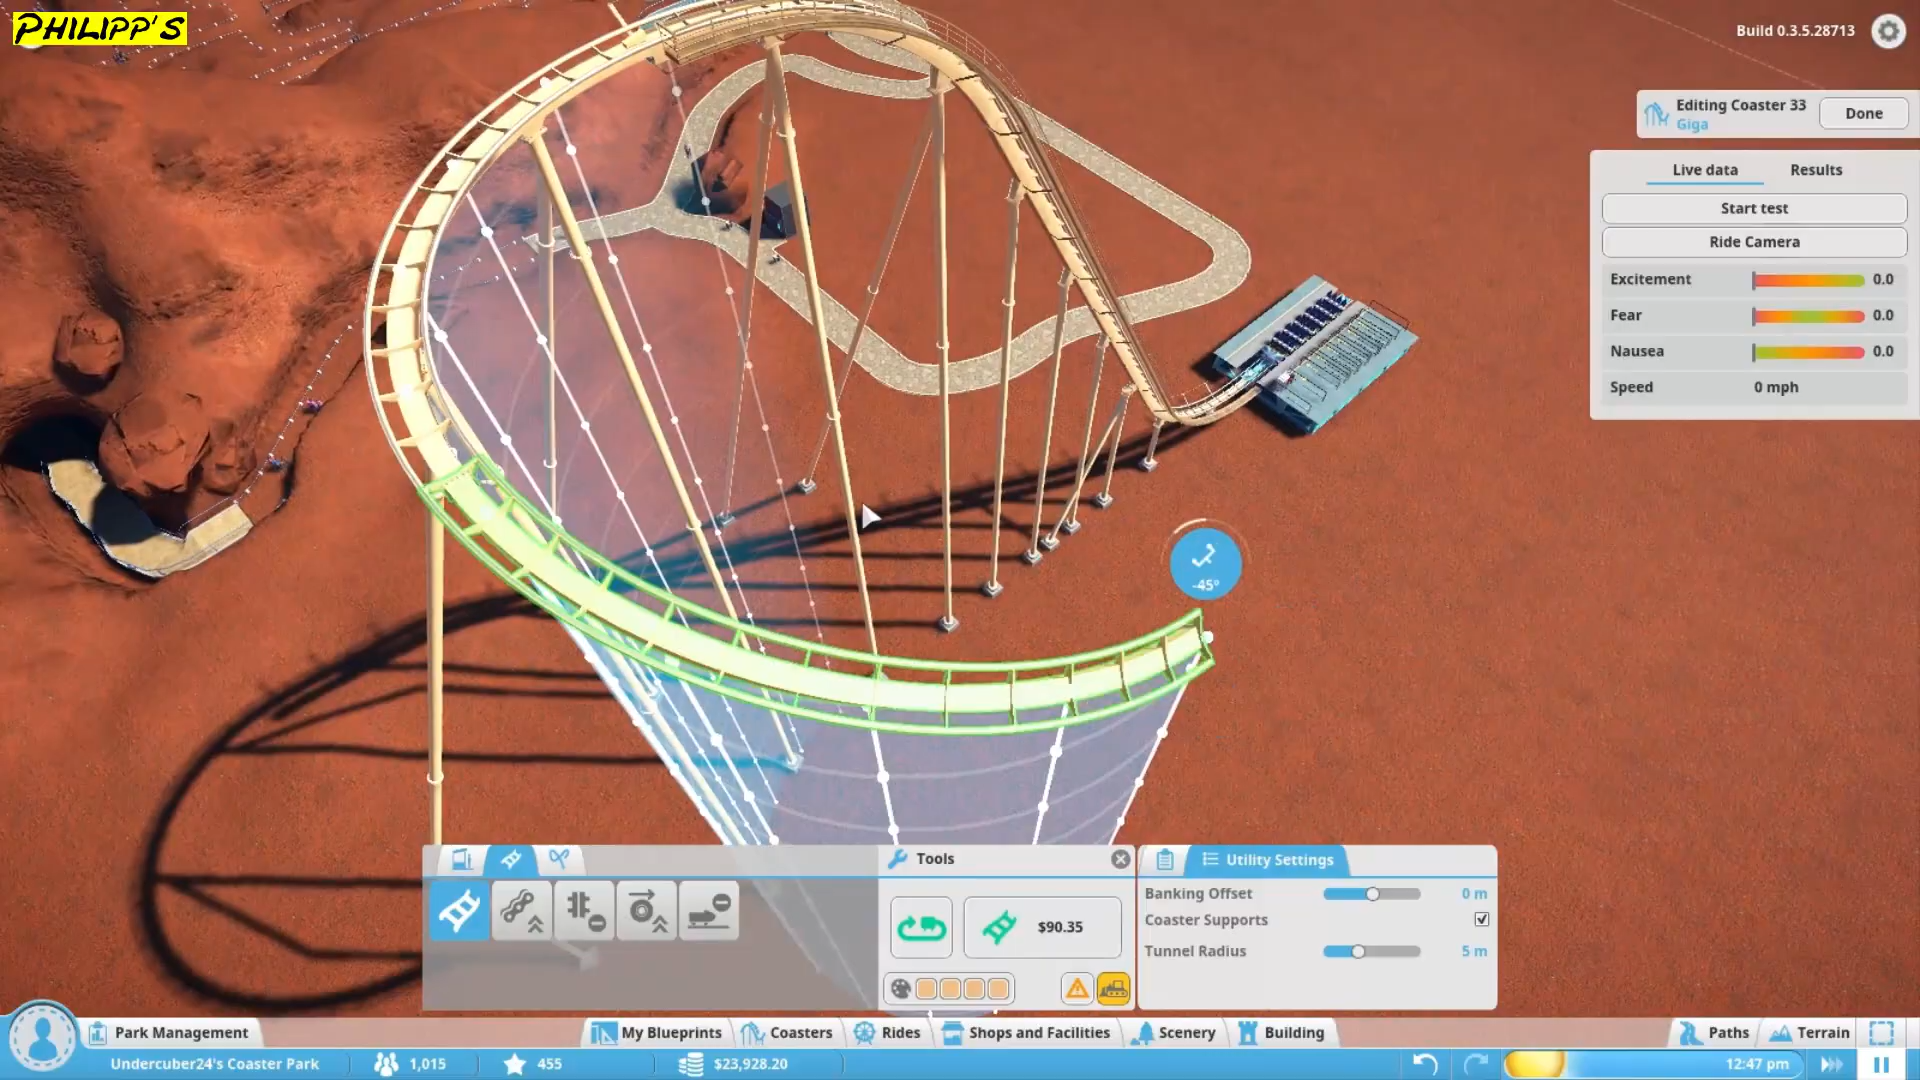 PHILIPP'S
Build 0.3.5.28713
Editing Coaster 33
Giga
Done
Live data Results
Start test
Ride Camera
Excitement 0.0
Fear 0.0
Nausea 0.0
Speed 0 mph
-45°
Tools
Utility Settings
Banking Offset 0 m
Coaster Supports
$90.35
Tunnel Radius 5 m
Park Management
My Blueprints Coasters Rides Shops and Facilities Scenery Building
Paths Terrain
Undercuber24's Coaster Park 1,015 455 $23,928.20 12:47 pm